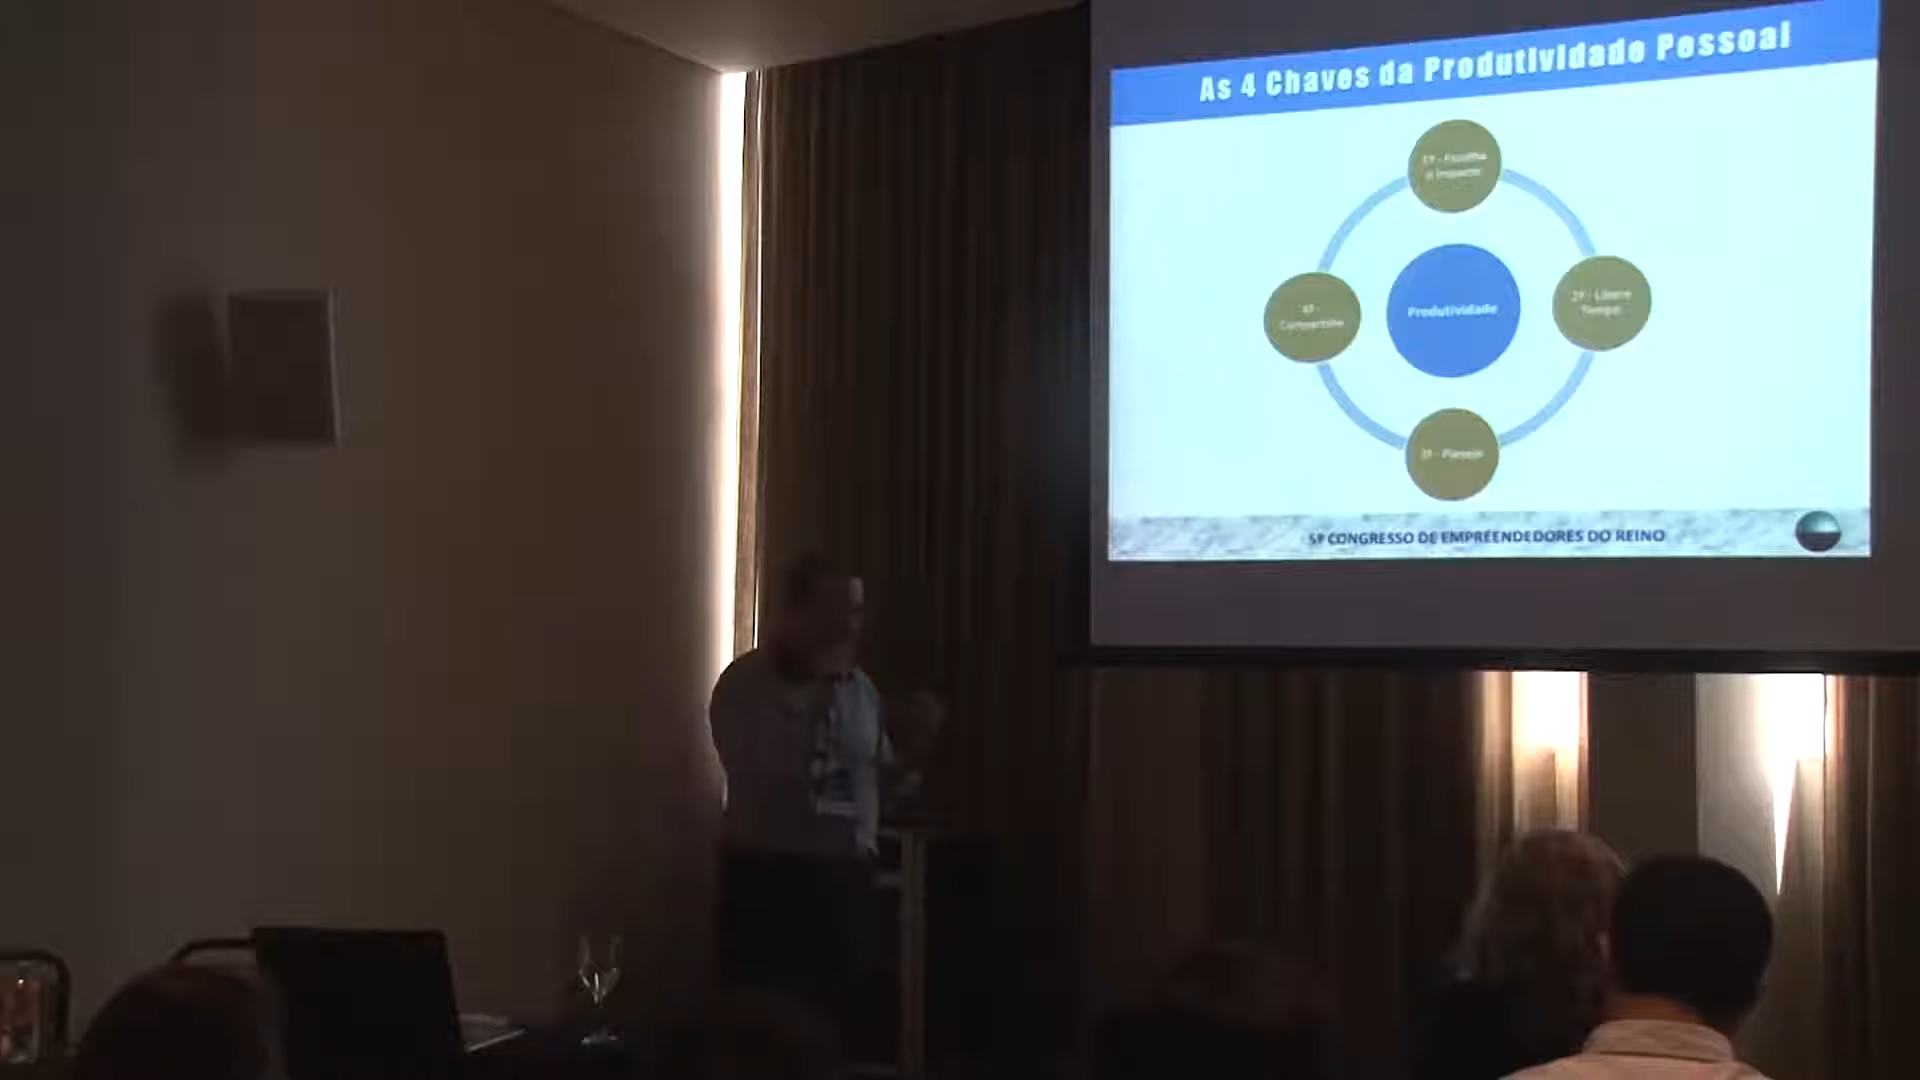 As 4 Chaves da Produtividade Pessoal
1º - Escolha
o Impacto
4º -
Compartilhe
Produtividade
2º - Libere
Tempo
3º - Planeje
5º CONGRESSO DE EMPREENDEDORES DO REINO